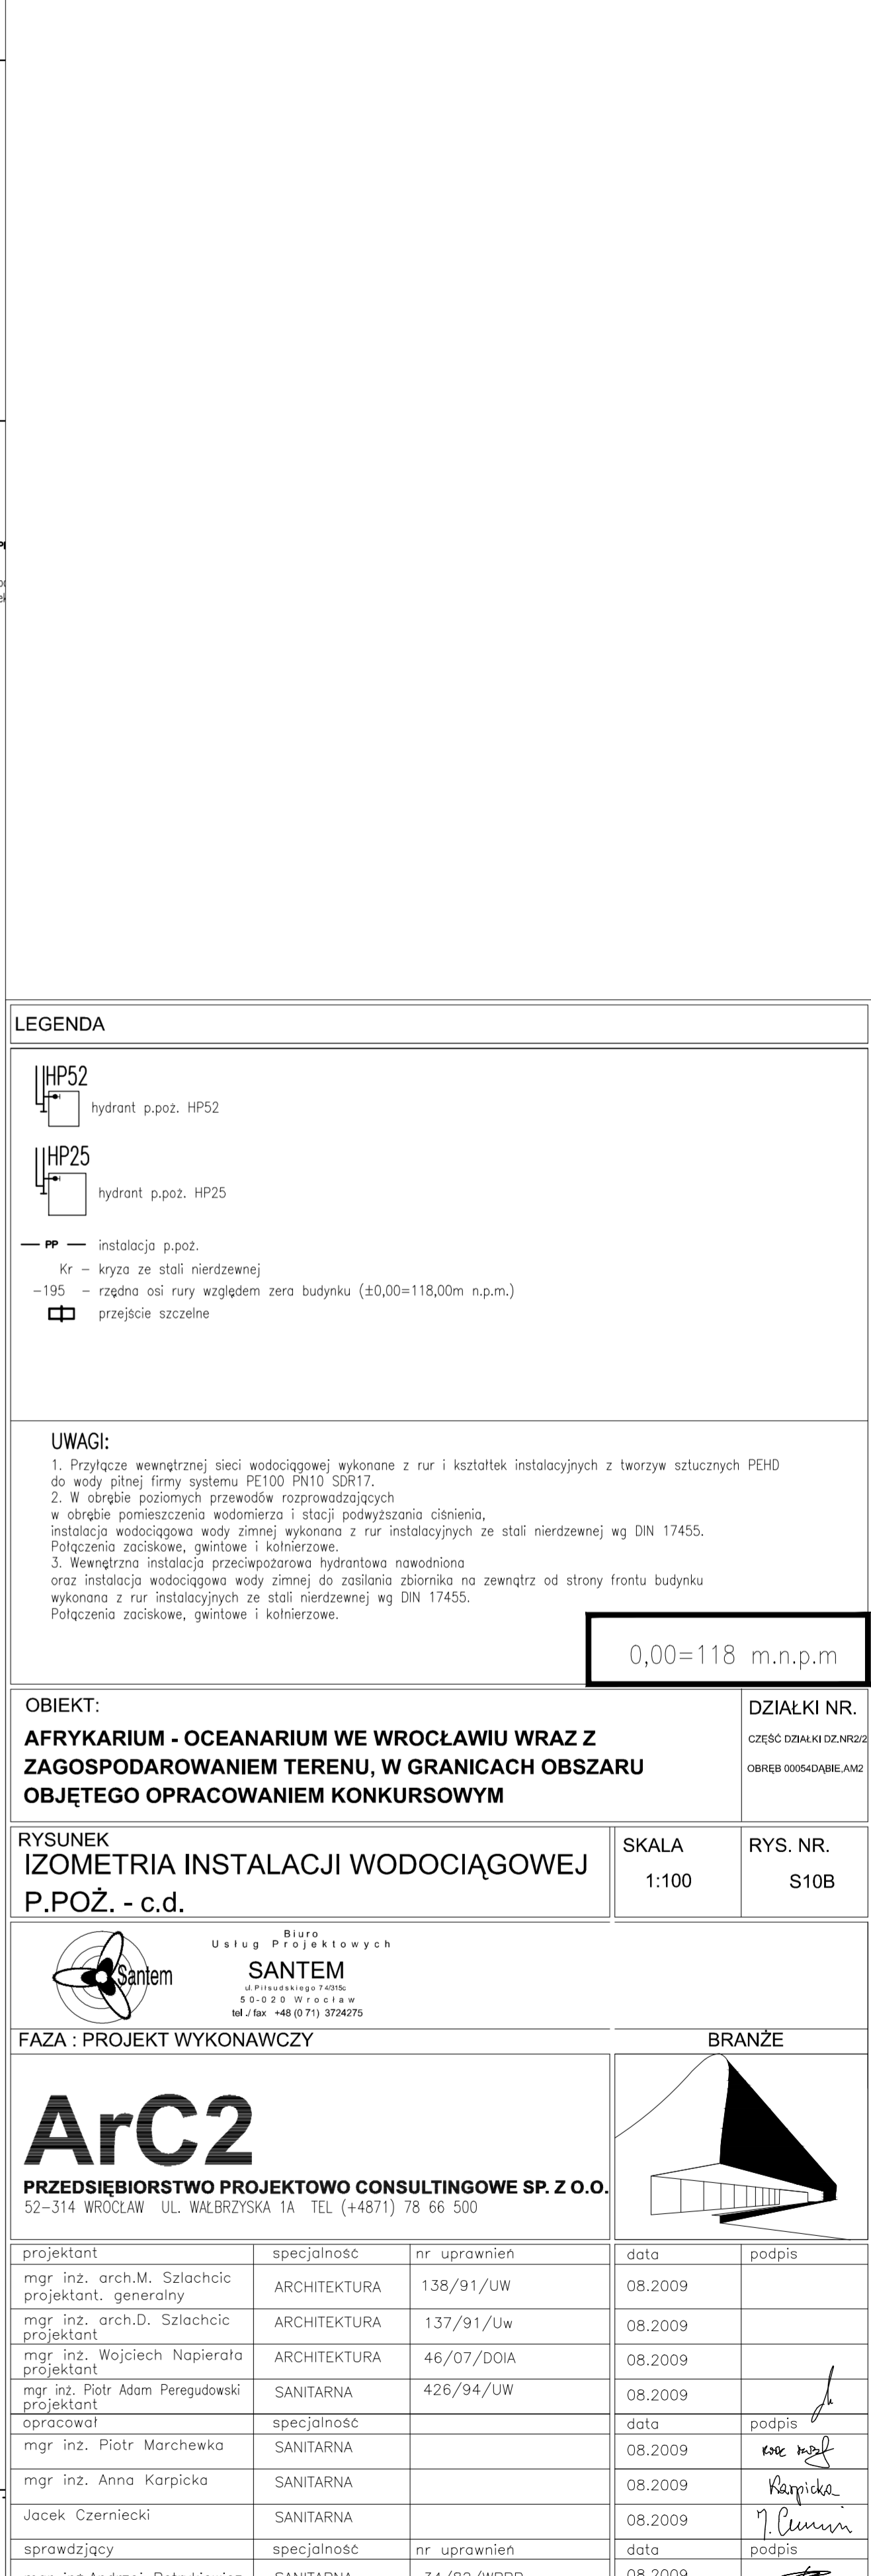 LEGENDA
HP52
hydrant p.poż. HP52
HP25
hydrant p.poż. HP25
PP instalacja p.poż.
Kr – kryza ze stali nierdzewnej
-195 – rzędna osi rury względem zera budynku (±0,00=118,00m n.p.m.)
przejście szczelne
UWAGI:
1. Przyłącze wewnętrznej sieci wodociągowej wykonane z rur i kształtek instalacyjnych z tworzyw sztucznych PEHD
do wody pitnej firmy systemu PE100 PN10 SDR17.
2. W obrębie poziomych przewodów rozprowadzających
w obrębie pomieszczenia wodomierza i stacji podwyższania ciśnienia,
instalacja wodociągowa wody zimnej wykonana z rur instalacyjnych ze stali nierdzewnej wg DIN 17455.
Połączenia zaciskowe, gwintowe i kołnierzowe.
3. Wewnętrzna instalacja przeciwpożarowa hydrantowa nawodniona
oraz instalacja wodociągowa wody zimnej do zasilania zbiornika na zewnątrz od strony frontu budynku
wykonana z rur instalacyjnych ze stali nierdzewnej wg DIN 17455.
Połączenia zaciskowe, gwintowe i kołnierzowe.
0,00=118 m.n.p.m
OBIEKT:
AFRYKARIUM - OCEANARIUM WE WROCŁAWIU WRAZ Z
ZAGOSPODAROWANIEM TERENU, W GRANICACH OBSZARU
OBJĘTEGO OPRACOWANIEM KONKURSOWYM
DZIAŁKI NR.
CZĘŚĆ DZIAŁKI DZ.NR2/2
OBRĘB 00054DĄBIE,AM2
RYSUNEK
IZOMETRIA INSTALACJI WODOCIĄGOWEJ
P.POŻ. - c.d.
SKALA
1:100
RYS. NR.
S10B
Santem
Biuro
Usług Projektowych
SANTEM
ul.Piłsudskiego 74/315c
50-020 Wrocław
tel ./ fax +48 (0 71) 3724275
FAZA : PROJEKT WYKONAWCZY
BRANŻE
ArC2
PRZEDSIĘBIORSTWO PROJEKTOWO CONSULTINGOWE SP. Z O.O.
52-314 WROCŁAW UL. WAŁBRZYSKA 1A TEL (+4871) 78 66 500
projektant specjalność nr uprawnień data podpis
mgr inż. arch.M. Szlachcic
projektant. generalny
ARCHITEKTURA 138/91/UW 08.2009
mgr inż. arch.D. Szlachcic
projektant
ARCHITEKTURA 137/91/Uw 08.2009
mgr inż. Wojciech Napierała
projektant
ARCHITEKTURA 46/07/DOIA 08.2009
mgr inż. Piotr Adam Peregudowski
projektant
SANITARNA 426/94/UW 08.2009
opracował specjalność data podpis
mgr inż. Piotr Marchewka SANITARNA 08.2009
mgr inż. Anna Karpicka SANITARNA 08.2009 Karpicka
Jacek Czerniecki SANITARNA 08.2009
sprawdzjący specjalność nr uprawnień data podpis
08.2009